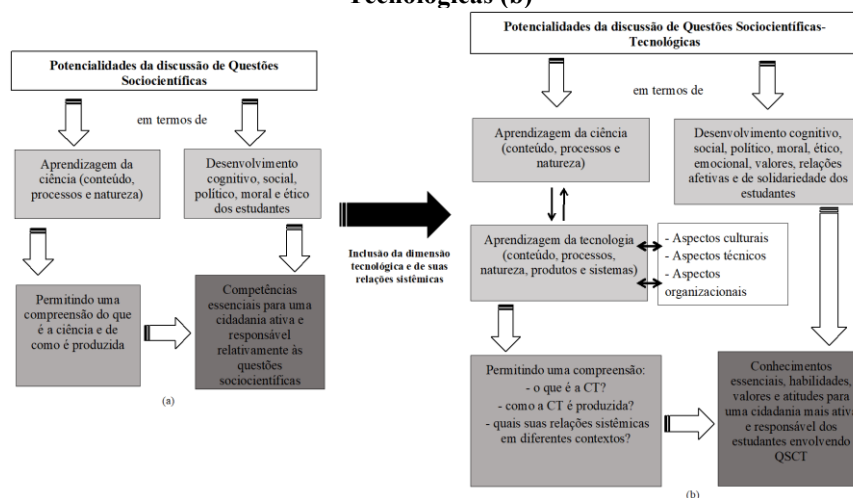 Tecnológicas (b)
Potencialidades da discussão de Questões
Sociocientíficas
em termos de
Aprendizagem da
ciência (conteúdo,
processos e natureza)
Desenvolvimento
cognitivo, social,
político, moral e ético
dos estudantes
Permitindo uma
compreensão do que
é a ciência e de
como é produzida
Competências
essenciais para uma
cidadania ativa e
responsável
relativamente às
questões
sociocientíficas
(a)
Inclusão da dimensão
tecnológica e de suas
relações sistêmicas
Potencialidades da discussão de Questões Sociocientíficas-
Tecnológicas
em termos de
Aprendizagem da ciência
(conteúdo, processos e
natureza)
Desenvolvimento cognitivo,
social, político, moral, ético,
emocional, valores, relações
afetivas e de solidariedade dos
estudantes
Aprendizagem da tecnologia
(conteúdo, processos,
natureza, produtos e sistemas)
- Aspectos culturais
- Aspectos técnicos
- Aspectos
organizacionais
Permitindo uma compreensão:
- o que é a CT?
- como a CT é produzida?
- quais suas relações sistêmicas
em diferentes contextos?
Conhecimentos
essenciais, habilidades,
valores e atitudes para
uma cidadania mais ativa
e responsável dos
estudantes envolvendo
QSCT
(b)